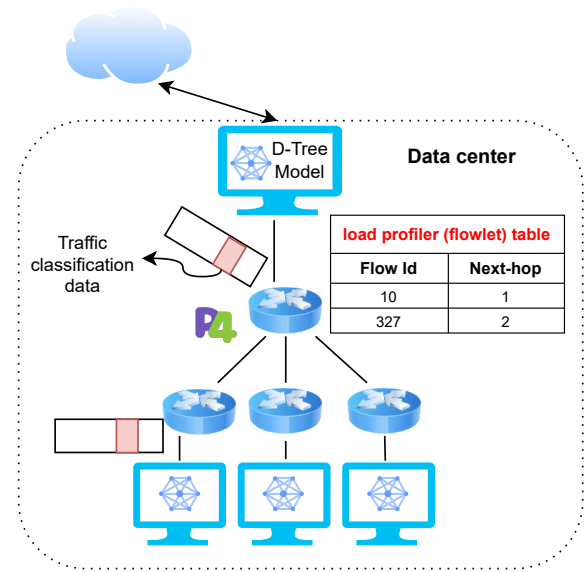 D-Tree
Model
Data center
Traffic
classification
data
load profiler (flowlet) table
Flow Id Next-hop
10 1
327 2
P4